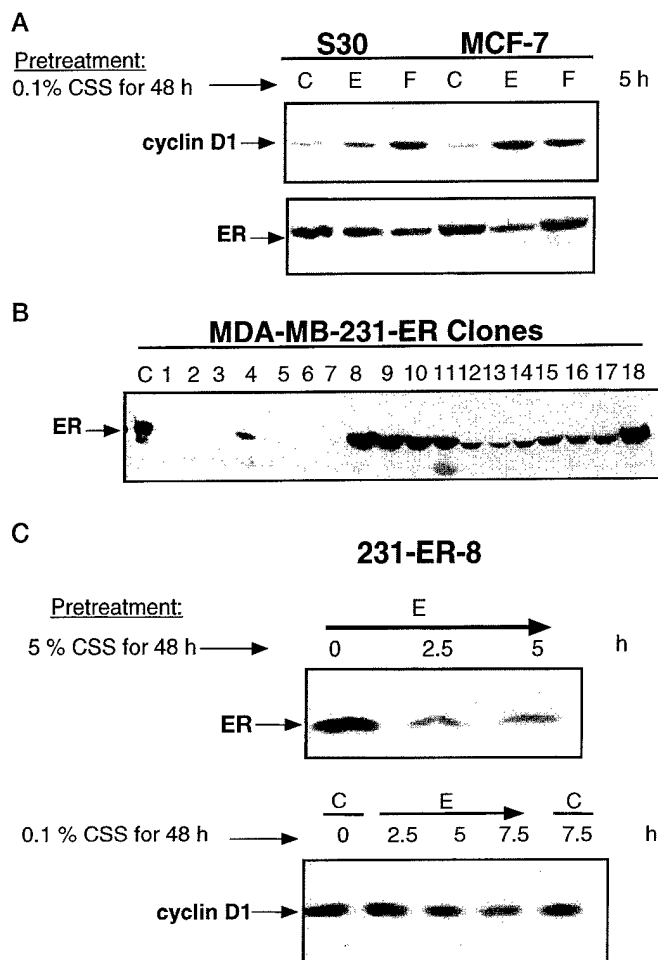 A
S30 MCF-7
Pretreatment:
0.1% CSS for 48 h C E F C E F 5 h
cyclin D1
ER
B
MDA-MB-231-ER Clones
C 1 2 3 4 5 6 7 8 9 10 11 12 13 14 15 16 17 18
ER
C
231-ER-8
Pretreatment: E
5 % CSS for 48 h 0 2.5 5 h
ER
C E C
0.1 % CSS for 48 h 0 2.5 5 7.5 7.5 h
cyclin D1